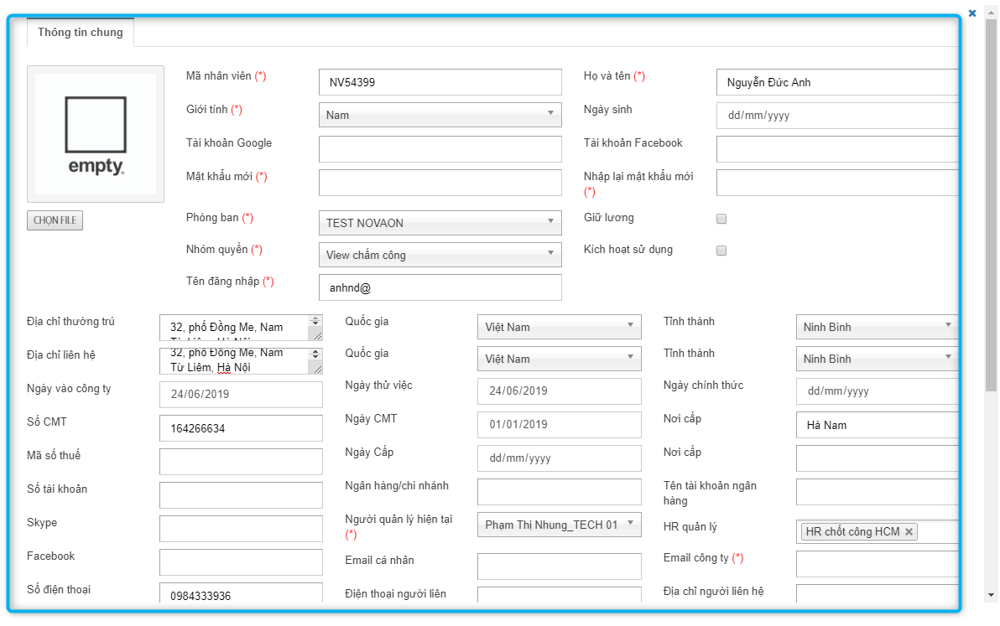 Thông tin chung
empty.
CHỌN FILE
Mã nhân viên (*) NV54399 Họ và tên (*) Nguyễn Đức Anh
Giới tính (*) Nam Ngày sinh dd/mm/yyyy
Tài khoản Google Tài khoản Facebook
Mật khẩu mới (*) Nhập lại mật khẩu mới
(*)
Phòng ban (*) TEST NOVAON Giữ lương
Nhóm quyền (*) View chấm công Kích hoạt sử dụng
Tên đăng nhập (*) anhnd@
Địa chỉ thường trú 32, phố Đồng Me, Nam Quốc gia Việt Nam Tỉnh thành Ninh Bình
Từ Liêm, Hà Nội
Địa chỉ liên hệ 32, phố Đồng Me, Nam Quốc gia Việt Nam Tỉnh thành Ninh Bình
Từ Liêm, Hà Nội
Ngày vào công ty 24/06/2019 Ngày thử việc 24/06/2019 Ngày chính thức dd/mm/yyyy
Số CMT 164266634 Ngày CMT 01/01/2019 Nơi cấp Hà Nam
Mã số thuế Ngày Cấp dd/mm/yyyy Nơi cấp
Số tài khoản Ngân hàng/chi nhánh Tên tài khoản ngân
hàng
Skype Người quản lý hiện tại Phạm Thị Nhung_TECH 01 HR quản lý HR chốt công HCM
(*)
Facebook Email cá nhân Email công ty (*)
Số điện thoại 0984333936 Điện thoại người liên Địa chỉ người liên hệ